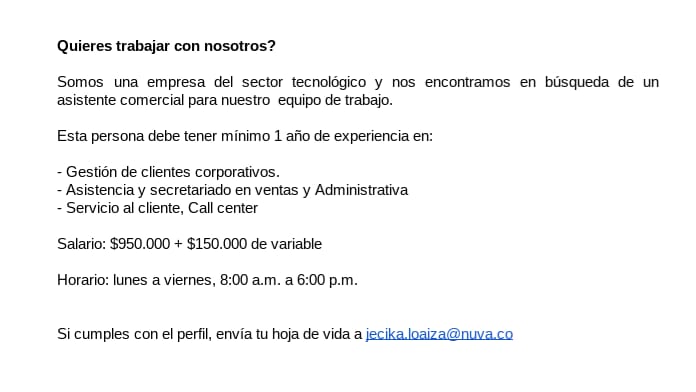 Quieres trabajar con nosotros?
Somos una empresa del sector tecnológico y nos encontramos en búsqueda de un
asistente comercial para nuestro equipo de trabajo.
Esta persona debe tener mínimo 1 año de experiencia en:
- Gestión de clientes corporativos.
- Asistencia y secretariado en ventas y Administrativa
- Servicio al cliente, Call center
Salario: $950.000 + $150.000 de variable
Horario: lunes a viernes, 8:00 a.m. a 6:00 p.m.
Si cumples con el perfil, envía tu hoja de vida a jecika.loaiza@nuva.co